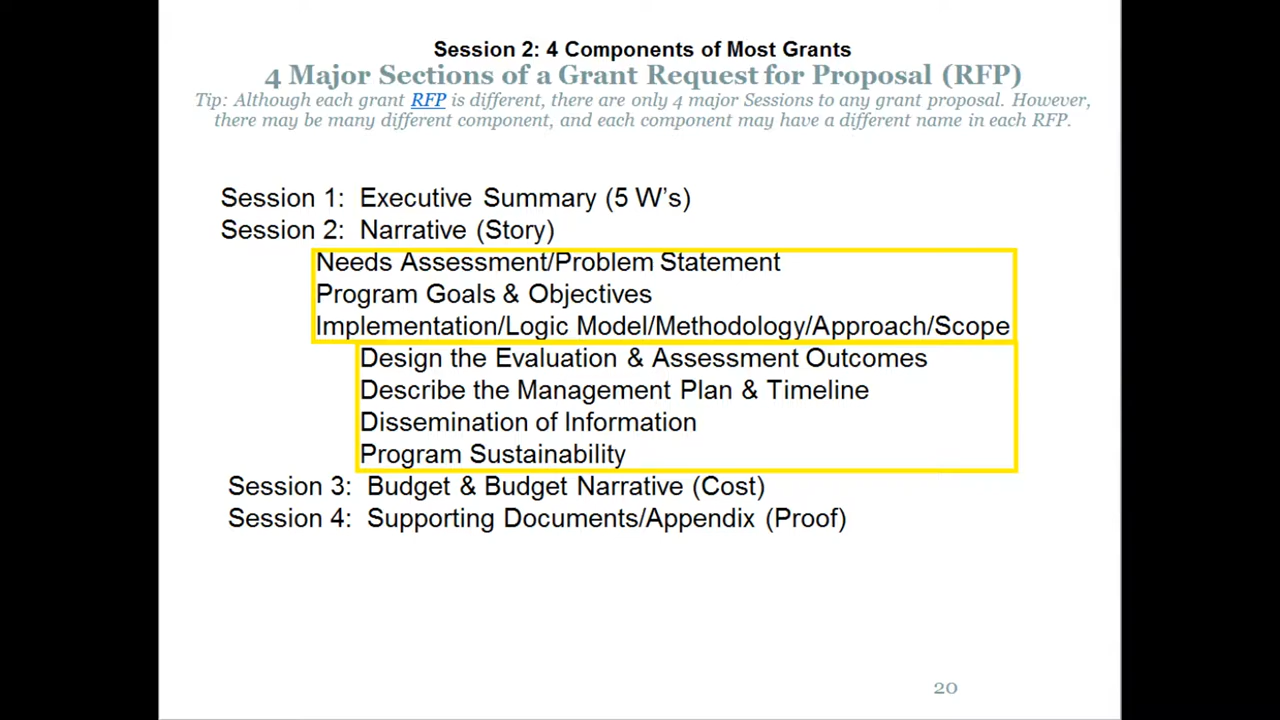 Session 2: 4 Components of Most Grants
4 Major Sections of a Grant Request for Proposal (RFP)
Tip: Although each grant RFP is different, there are only 4 major Sessions to any grant proposal. However,
there may be many different component, and each component may have a different name in each RFP.
Session 1: Executive Summary (5 W's)
Session 2: Narrative (Story)
Needs Assessment/Problem Statement
Program Goals & Objectives
Implementation/Logic Model/Methodology/Approach/Scope
Design the Evaluation & Assessment Outcomes
Describe the Management Plan & Timeline
Dissemination of Information
Program Sustainability
Session 3: Budget & Budget Narrative (Cost)
Session 4: Supporting Documents/Appendix (Proof)
20